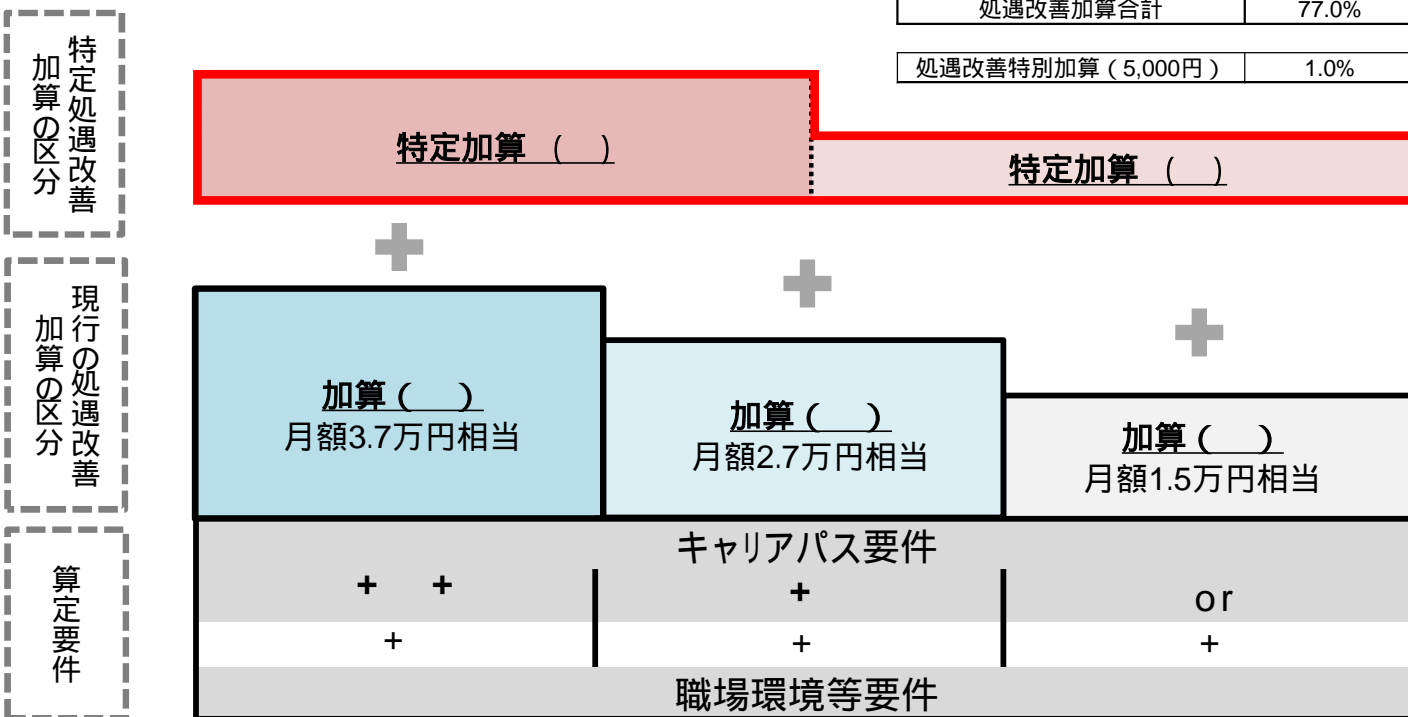 処遇改善加算合計 77.0%
処遇改善特別加算（5,000円） 1.0%
特定処遇改善
加算の区分
特定加算 （　）
特定加算 （　）
現行の処遇改善
加算の区分
加算（　）
月額3.7万円相当
加算（　）
月額2.7万円相当
加算（　）
月額1.5万円相当
算定要件
キャリアパス要件
+ +
+
or
+
+
+
職場環境等要件